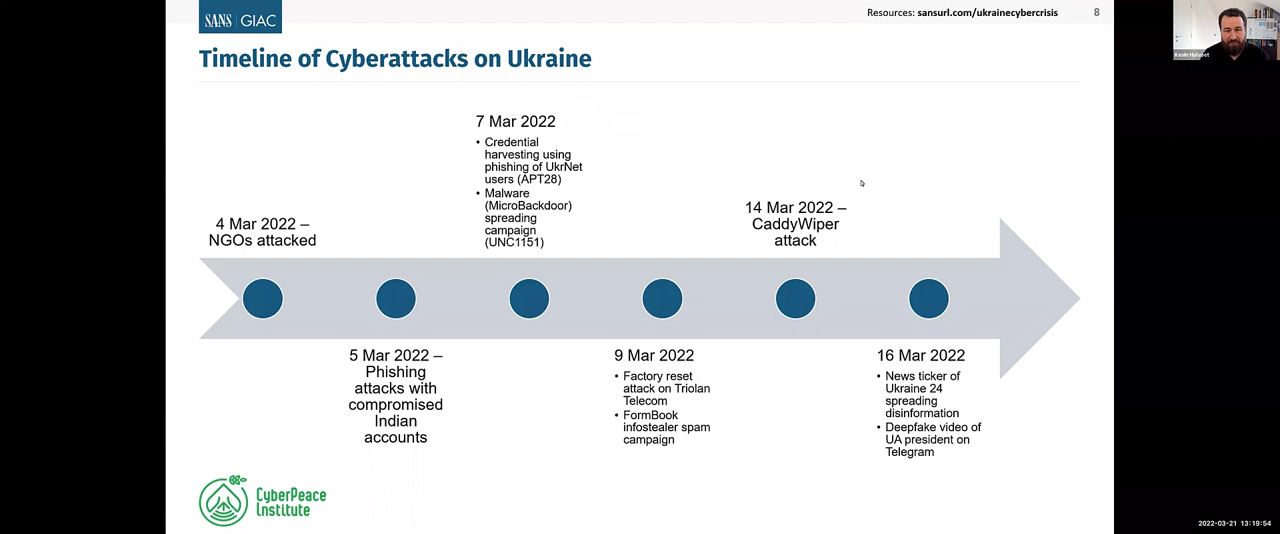 SANS GIAC
Resources: sansurl.com/ukrainecybercrisis
8
Timeline of Cyberattacks on Ukraine
4 Mar 2022 –
NGOs attacked
5 Mar 2022 –
Phishing
attacks with
compromised
Indian
accounts
7 Mar 2022
• Credential
harvesting using
phishing of UkrNet
users (APT28)
• Malware
(MicroBackdoor)
spreading
campaign
(UNC1151)
9 Mar 2022
• Factory reset
attack on Triolan
Telecom
• FormBook
infostealer spam
campaign
14 Mar 2022 –
CaddyWiper
attack
16 Mar 2022
• News ticker of
Ukraine 24
spreading
disinformation
• Deepfake video of
UA president on
Telegram
CyberPeace
Institute
Kevin Holvoet
2022-03-21 13:19:54